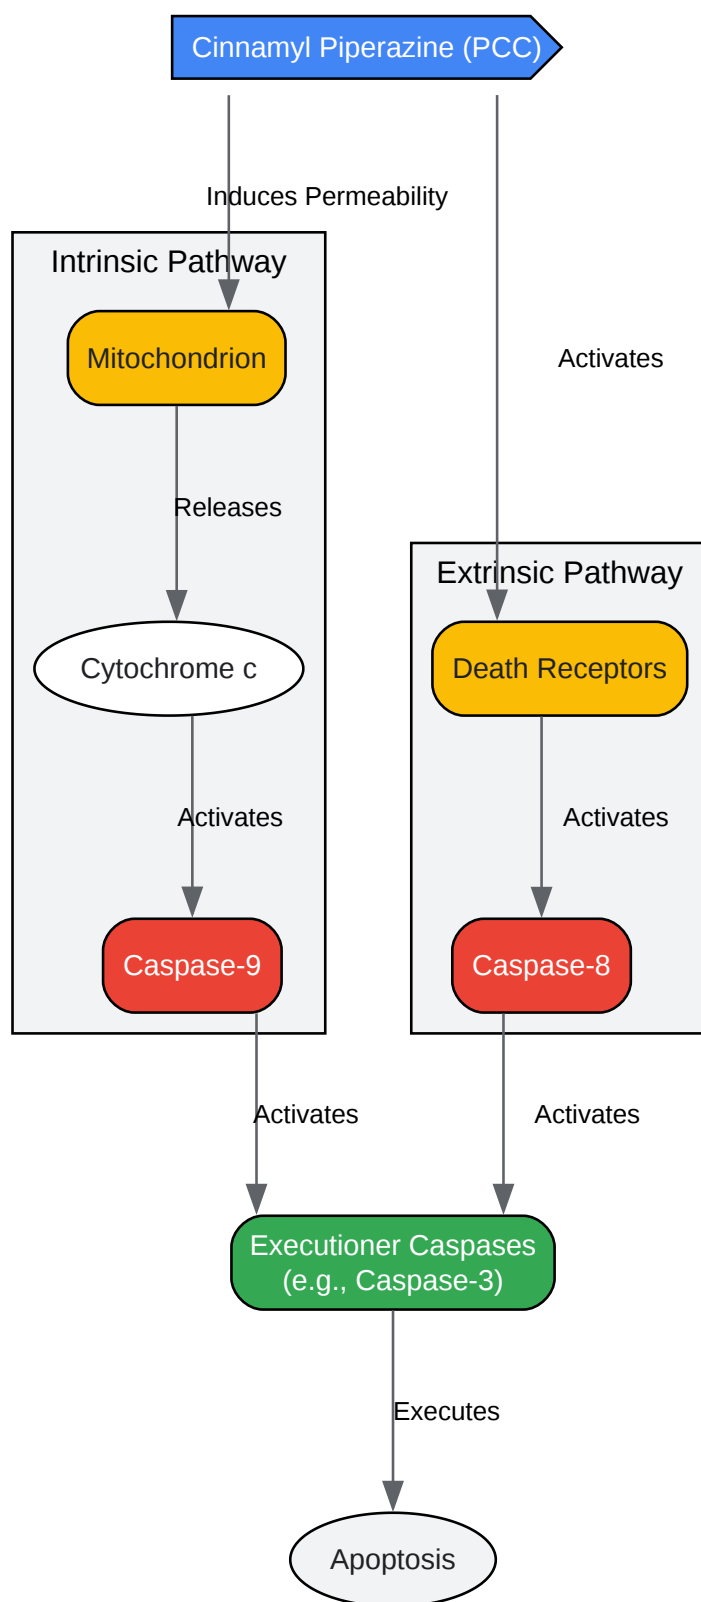 Cinnamyl Piperazine (PCC)
Induces Permeability
Intrinsic Pathway
Mitochondrion
Activates
Releases
Extrinsic Pathway
Cytochrome c
Death Receptors
Activates
Activates
Caspase-9
Caspase-8
Activates
Activates
Executioner Caspases
(e.g., Caspase-3)
Executes
Apoptosis